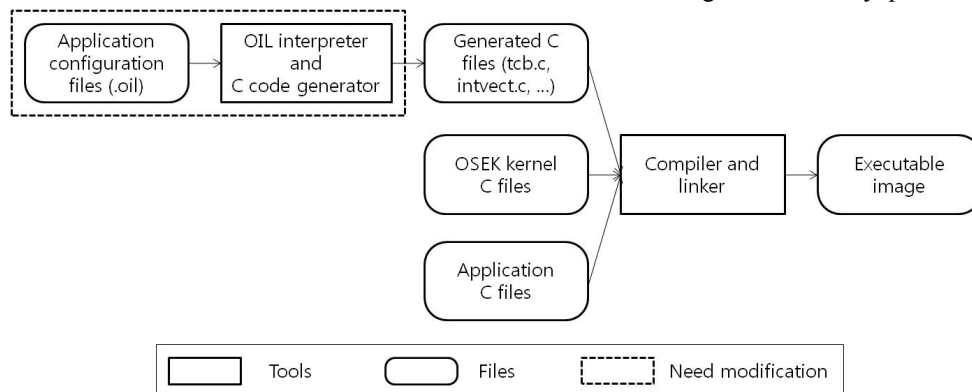 Application
configuration
files (.oil)
OIL interpreter
and
C code generator
Generated C
files (tcb.c,
intvect.c, ...)
OSEK kernel
C files
Compiler and
linker
Executable
image
Application
C files
Tools
Files
Need modification